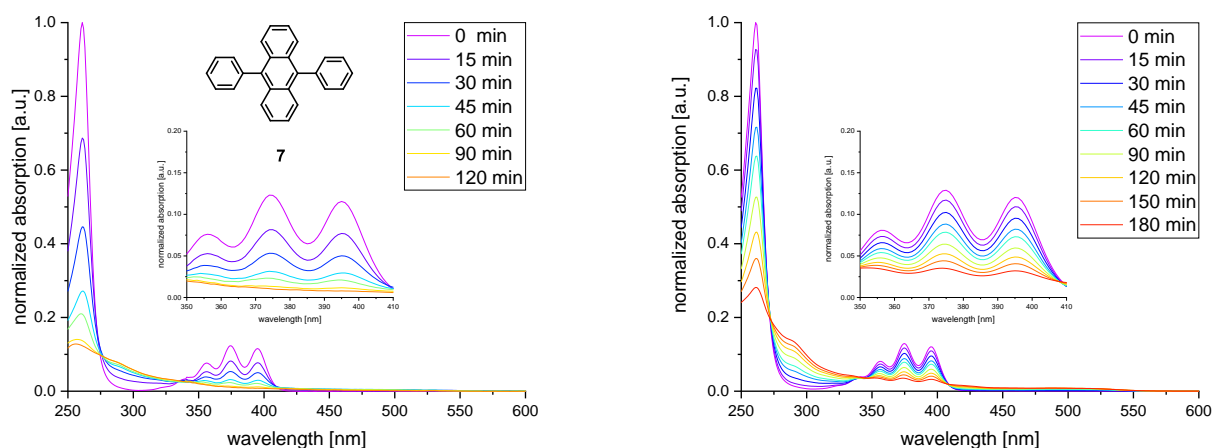 1.0
0.8
0.6
0.4
0.2
0.0
normalized absorption [a.u.]
250 300 350 400 450 500 550 600
wavelength [nm]
0 min
15 min
30 min
45 min
60 min
90 min
120 min
7
0.20
0.15
0.10
0.05
0.00
normalized absorption [a.u.]
350 360 370 380 390 400 410
wavelength [nm]
1.0
0.8
0.6
0.4
0.2
0.0
normalized absorption [a.u.]
250 300 350 400 450 500 550 600
wavelength [nm]
0 min
15 min
30 min
45 min
60 min
90 min
120 min
150 min
180 min
0.20
0.15
0.10
0.05
0.00
normalized absorption [a.u.]
350 360 370 380 390 400 410
wavelength [nm]